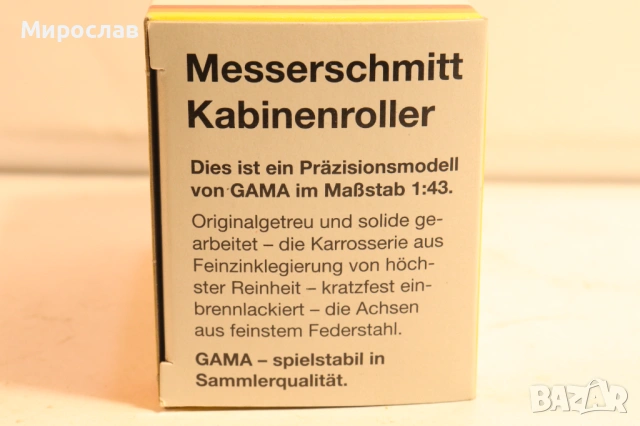 Мирослав
Messerschmitt
Kabinenroller
Dies ist ein Präzisionsmodell
von GAMA im Maßstab 1:43.
Originalgetreu und solide ge-
arbeitet – die Karrosserie aus
Feinzinklegierung von höch-
ster Reinheit – kratzfest ein-
brennlackiert – die Achsen
aus feinstem Federstahl.
GAMA – spielstabil in
Sammlerqualität.
BAZAR